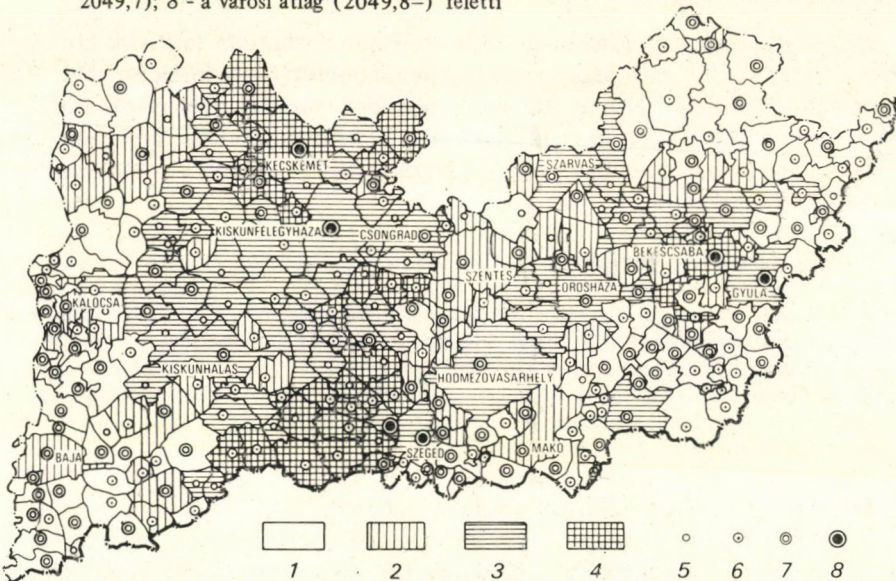 2049,7); 8 - a városi átlag (2049,8–) feletti
KECSKEMÉT
SZARVAS
KISKUNFÉLEGYHÁZA
CSONGRÁD
BÉKÉSCSABA
SZENTES
GYULA
OROSHÁZA
KALOCSA
KISKUNHALAS
HÓDMEZŐVÁSÁRHELY
SZEGED
MAKÓ
BAJA
1 2 3 4 5 6 7 8